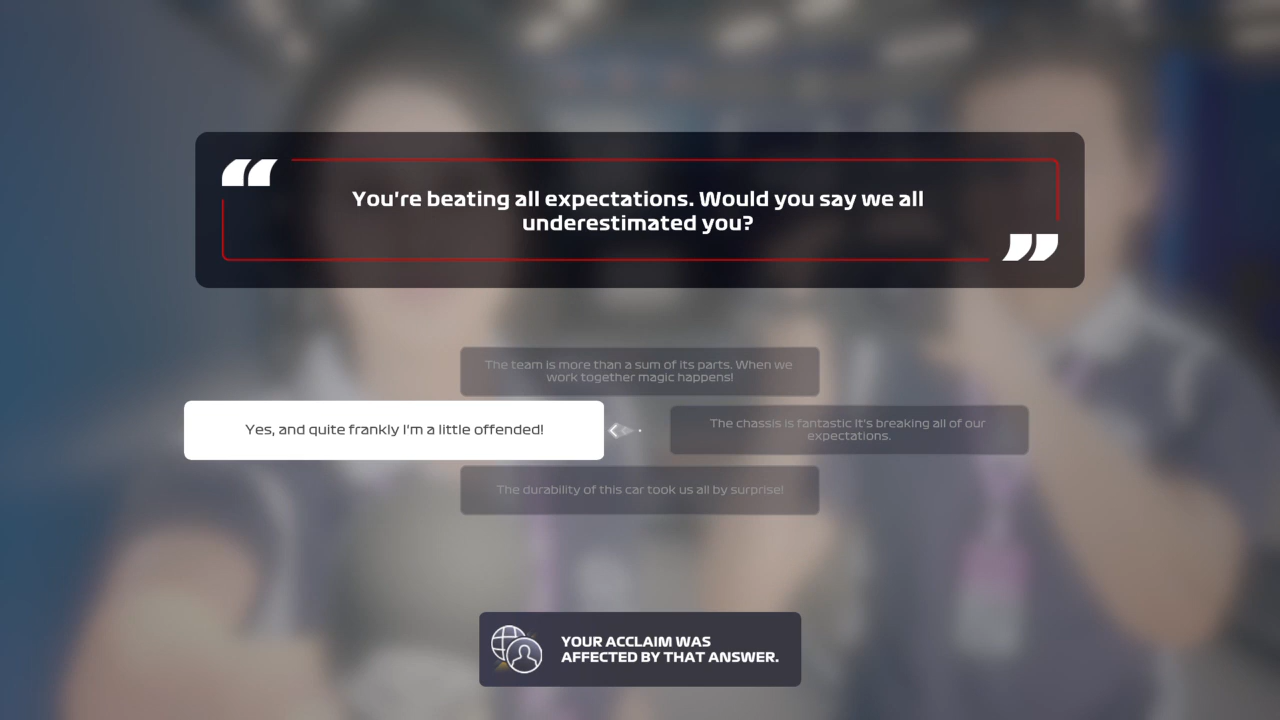 You're beating all expectations. Would you say we all
underestimated you?
The team is more than a sum of its parts. When we
work together magic happens!
Yes, and quite frankly I'm a little offended!
The chassis is fantastic It's breaking all of our
expectations.
The durability of this car took us all by surprise!
YOUR ACCLAIM WAS
AFFECTED BY THAT ANSWER.